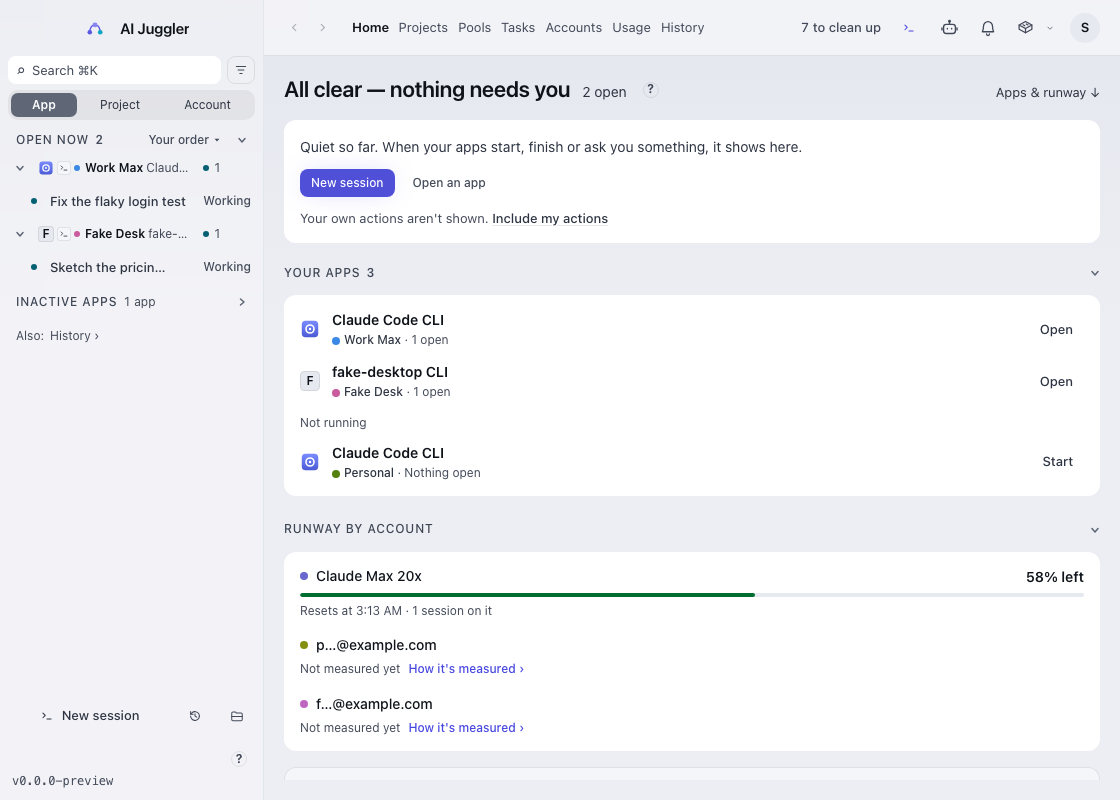 AI Juggler
Search ⌘K
App Project Account
OPEN NOW 2 Your order
Work Max Claud... 1
Fix the flaky login test Working
F Fake Desk fake-... 1
Sketch the pricin... Working
INACTIVE APPS 1 app
Also: History ›
New session
?
v0.0.0-preview
Home Projects Pools Tasks Accounts Usage History 7 to clean up S
All clear — nothing needs you 2 open ? Apps & runway ↓
Quiet so far. When your apps start, finish or ask you something, it shows here.
New session Open an app
Your own actions aren't shown. Include my actions
YOUR APPS 3
Claude Code CLI
Work Max · 1 open Open
F fake-desktop CLI
Fake Desk · 1 open Open
Not running
Claude Code CLI
Personal · Nothing open Start
RUNWAY BY ACCOUNT
Claude Max 20x 58% left
Resets at 3:13 AM · 1 session on it
p...@example.com
Not measured yet How it's measured ›
f...@example.com
Not measured yet How it's measured ›